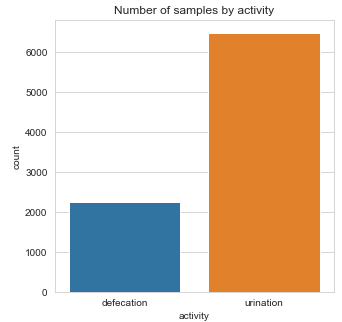 Number of samples by activity
6000
5000
4000
3000
2000
1000
0
count
defecation
urination
activity